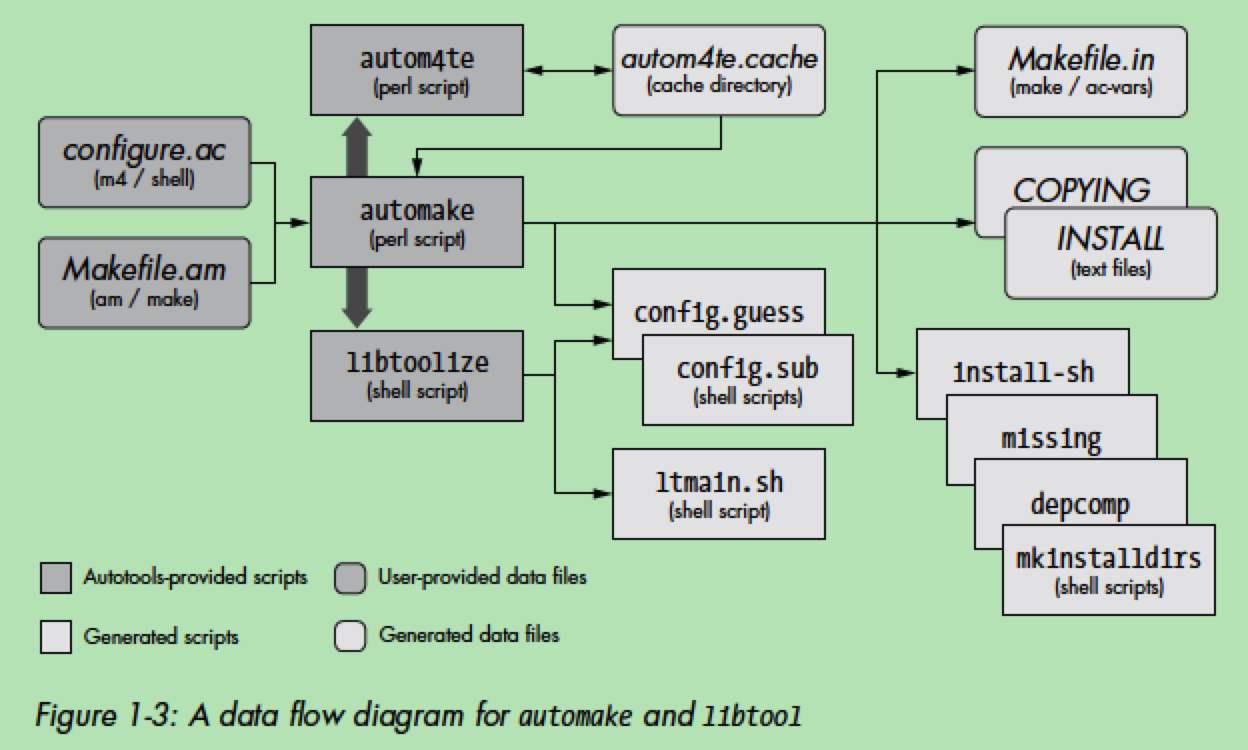 autom4te
(perl script)
autom4te.cache
(cache directory)
Makefile.in
(make / ac-vars)
configure.ac
(m4 / shell)
automake
(perl script)
COPYING
INSTALL
(text files)
Makefile.am
(am / make)
libtoolize
(shell script)
config.guess
config.sub
(shell scripts)
install-sh
missing
depcomp
mkinstalldirs
(shell scripts)
ltmain.sh
(shell script)
Autotools-provided scripts
User-provided data files
Generated scripts
Generated data files
Figure 1-3: A data flow diagram for automake and libtool